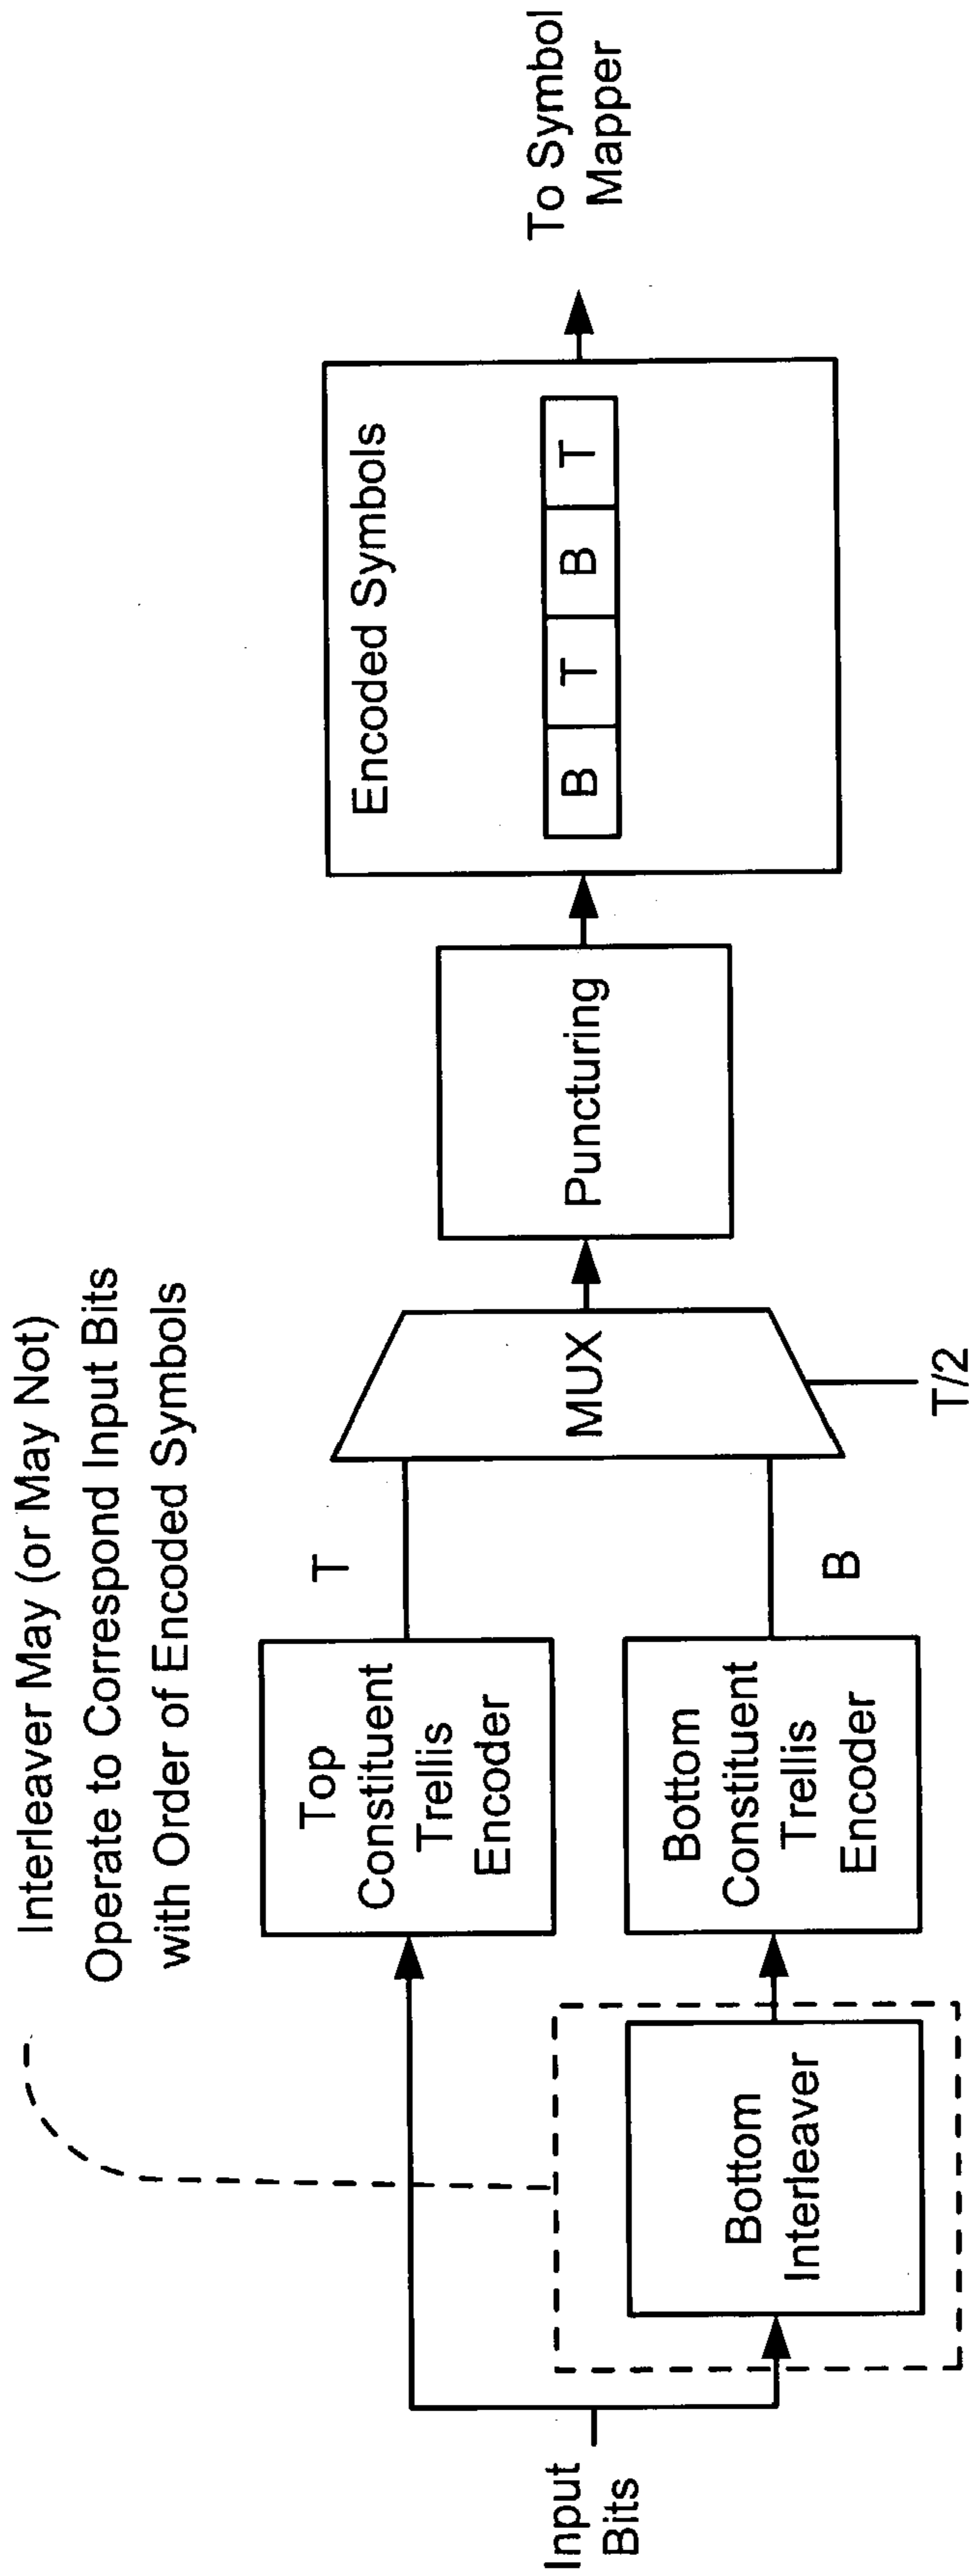 Interleaver May (or May Not)
Operate to Correspond Input Bits
with Order of Encoded Symbols
Input
Bits
Bottom
Interleaver
Top
Constituent
Trellis
Encoder
Bottom
Constituent
Trellis
Encoder
T
B
MUX
T/2
Puncturing
Encoded Symbols
B T B T
To Symbol
Mapper